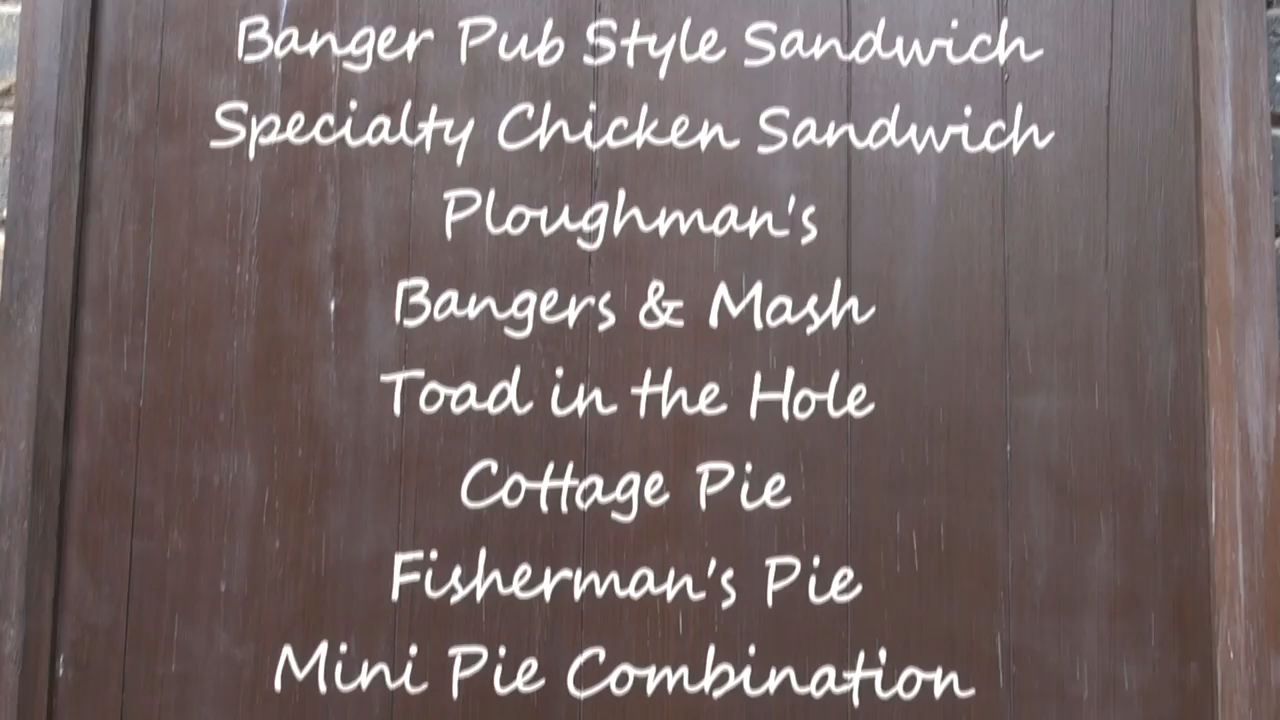 Banger Pub Style Sandwich
Specialty Chicken Sandwich
Ploughman's
Bangers & Mash
Toad in the Hole
Cottage Pie
Fisherman's Pie
Mini Pie Combination